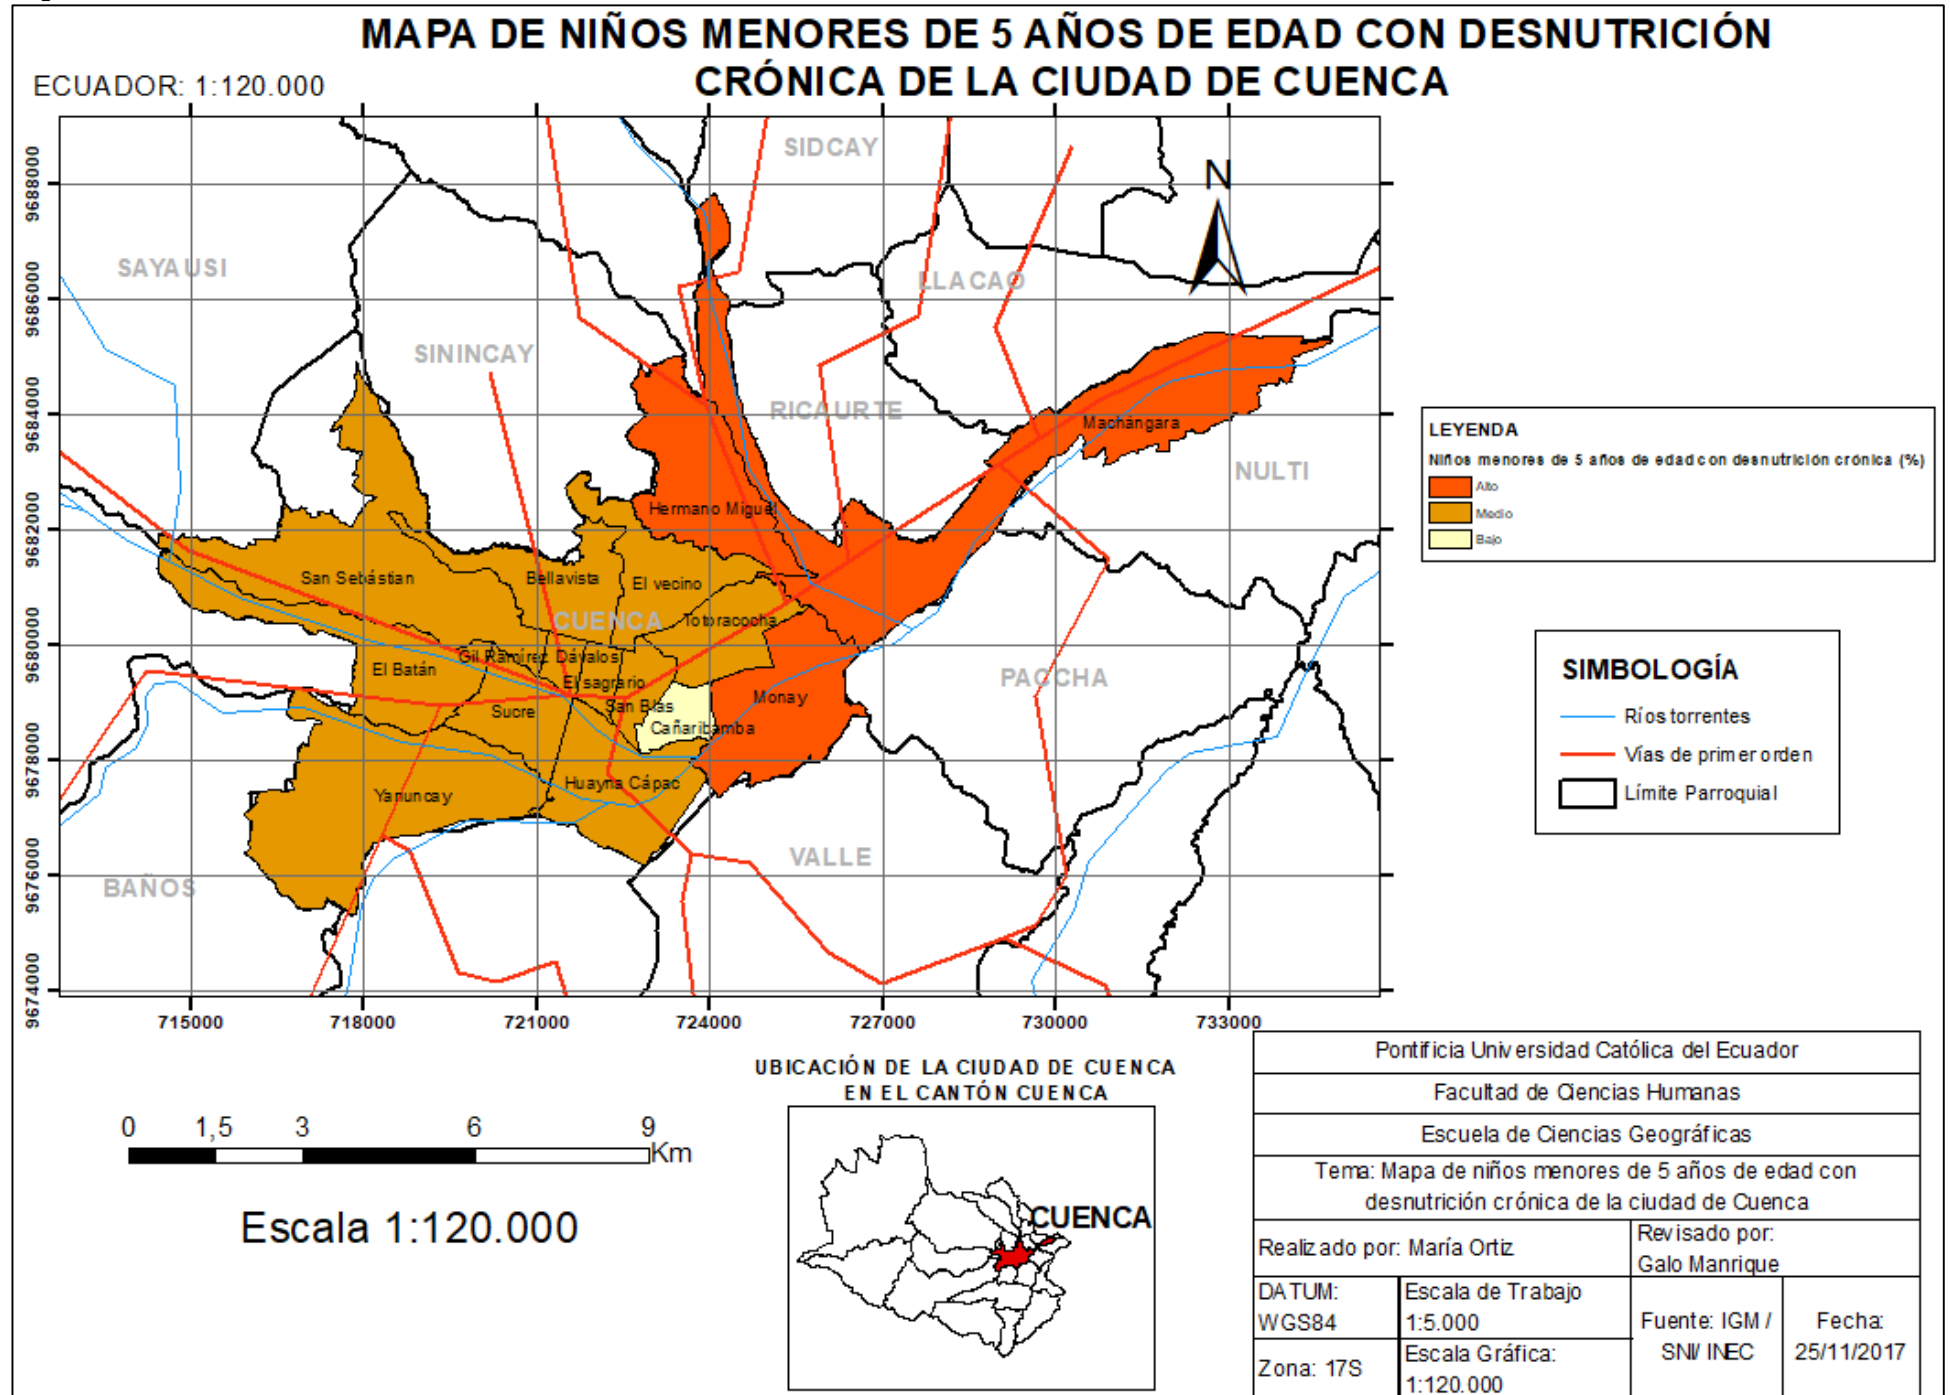 MAPA DE NIÑOS MENORES DE 5 AÑOS DE EDAD CON DESNUTRICIÓN
CRÓNICA DE LA CIUDAD DE CUENCA
ECUADOR: 1:120.000
SIDCAY
N
SAYAUSI
LLACAO
SININCAY
RICAURTE
Machángara
NULTI
Hermano Miguel
San Sebástian
Bellavista
El vecino
CUENCA
Totoracocha
Gil Ramírez Dávalos
El Batán
El sagrario
PACCHA
Monay
San Blas
Sucre
Cañaribamba
Huayna Cápac
Yanuncay
VALLE
BAÑOS
9688000
9686000
9684000
9682000
9680000
9678000
9676000
9674000
715000
718000
721000
724000
727000
730000
733000
LEYENDA
Niños menores de 5 años de edad con desnutrición crónica (%)
Alto
Medio
Bajo
SIMBOLOGÍA
Ríos torrentes
Vías de primer orden
Límite Parroquial
0 1,5 3 6 9
Km
Escala 1:120.000
UBICACIÓN DE LA CIUDAD DE CUENCA
EN EL CANTÓN CUENCA
CUENCA
Pontificia Universidad Católica del Ecuador
Facultad de Ciencias Humanas
Escuela de Ciencias Geográficas
Tema: Mapa de niños menores de 5 años de edad con
desnutrición crónica de la ciudad de Cuenca
Realizado por: María Ortiz
Revisado por:
Galo Manrique
DATUM:
WGS84
Escala de Trabajo
1:5.000
Fuente: IGM /
SNI/ INEC
Fecha:
25/11/2017
Zona: 17S
Escala Gráfica:
1:120.000